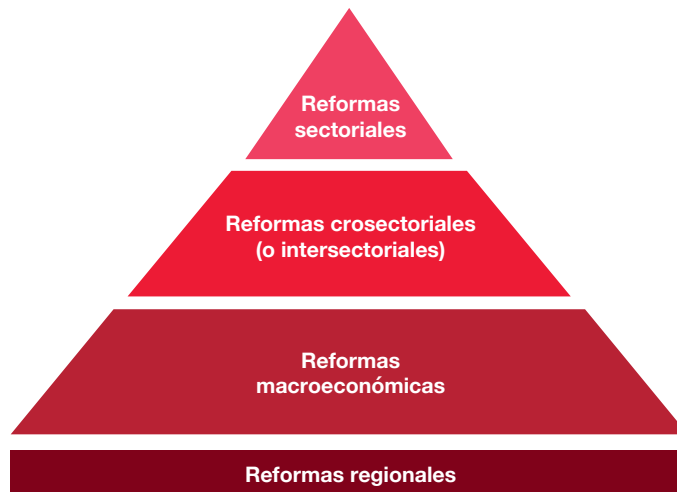 Reformas
sectoriales
Reformas crosectoriales
(o intersectoriales)
Reformas
macroeconómicas
Reformas regionales